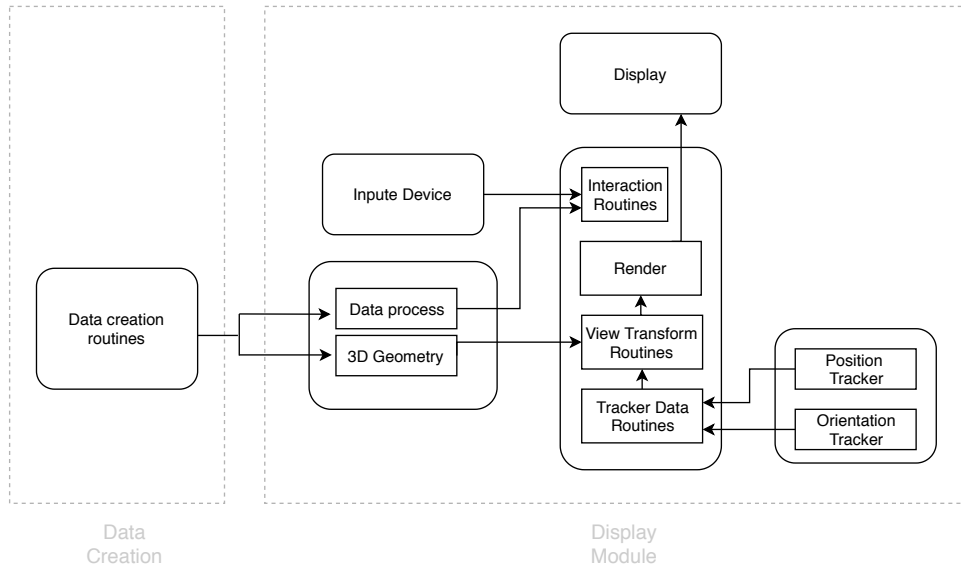 Display
Inpute Device
Interaction
Routines
Render
Data creation
routines
Data process
3D Geometry
View Transform
Routines
Tracker Data
Routines
Position
Tracker
Orientation
Tracker
Data
Creation
Display
Module